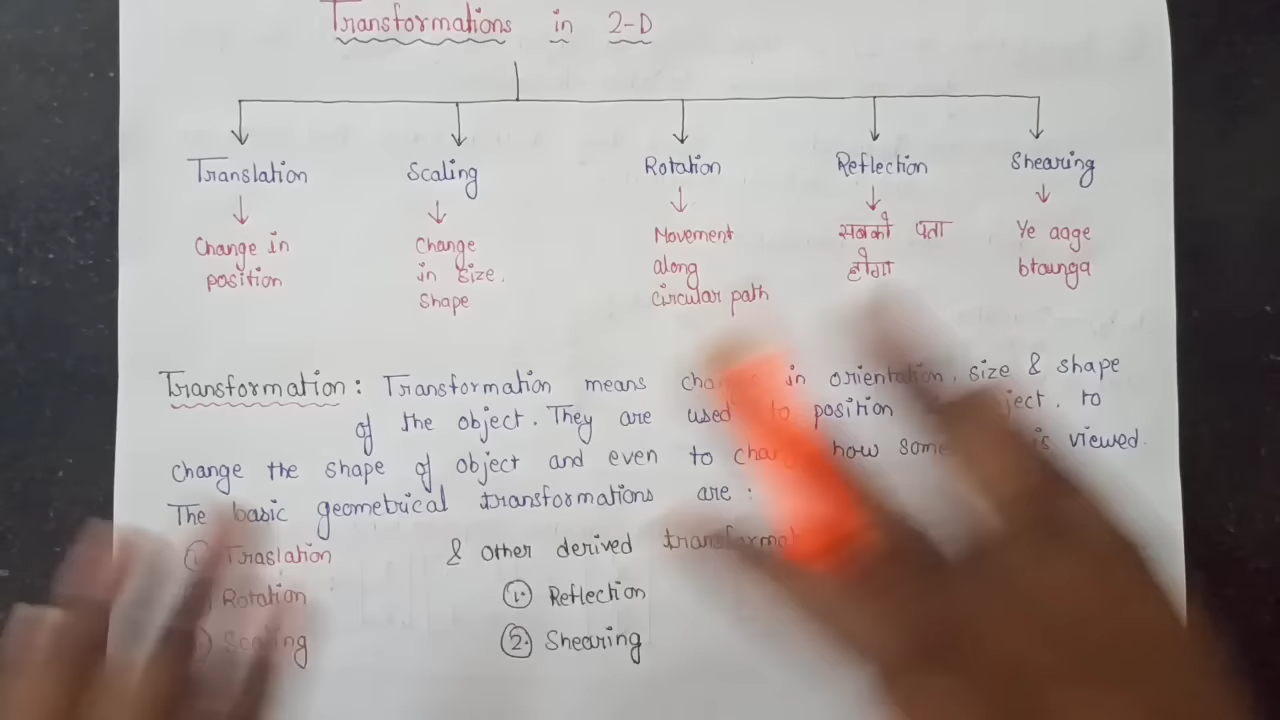 Transformations in 2-D
Translation Scaling Rotation Reflection Shearing
Change in position
Change in size. shape
Movement along circular path
सबको पता होगा
Ye aage btaunga
Transformation: Transformation means in orientation, size & shape
of the object. They are used to position to
change the shape of object and even to how is viewed.
The basic geometrical transformations are:
1. Traslation & other derived
Rotation 1. Reflection
Scaling 2. Shearing